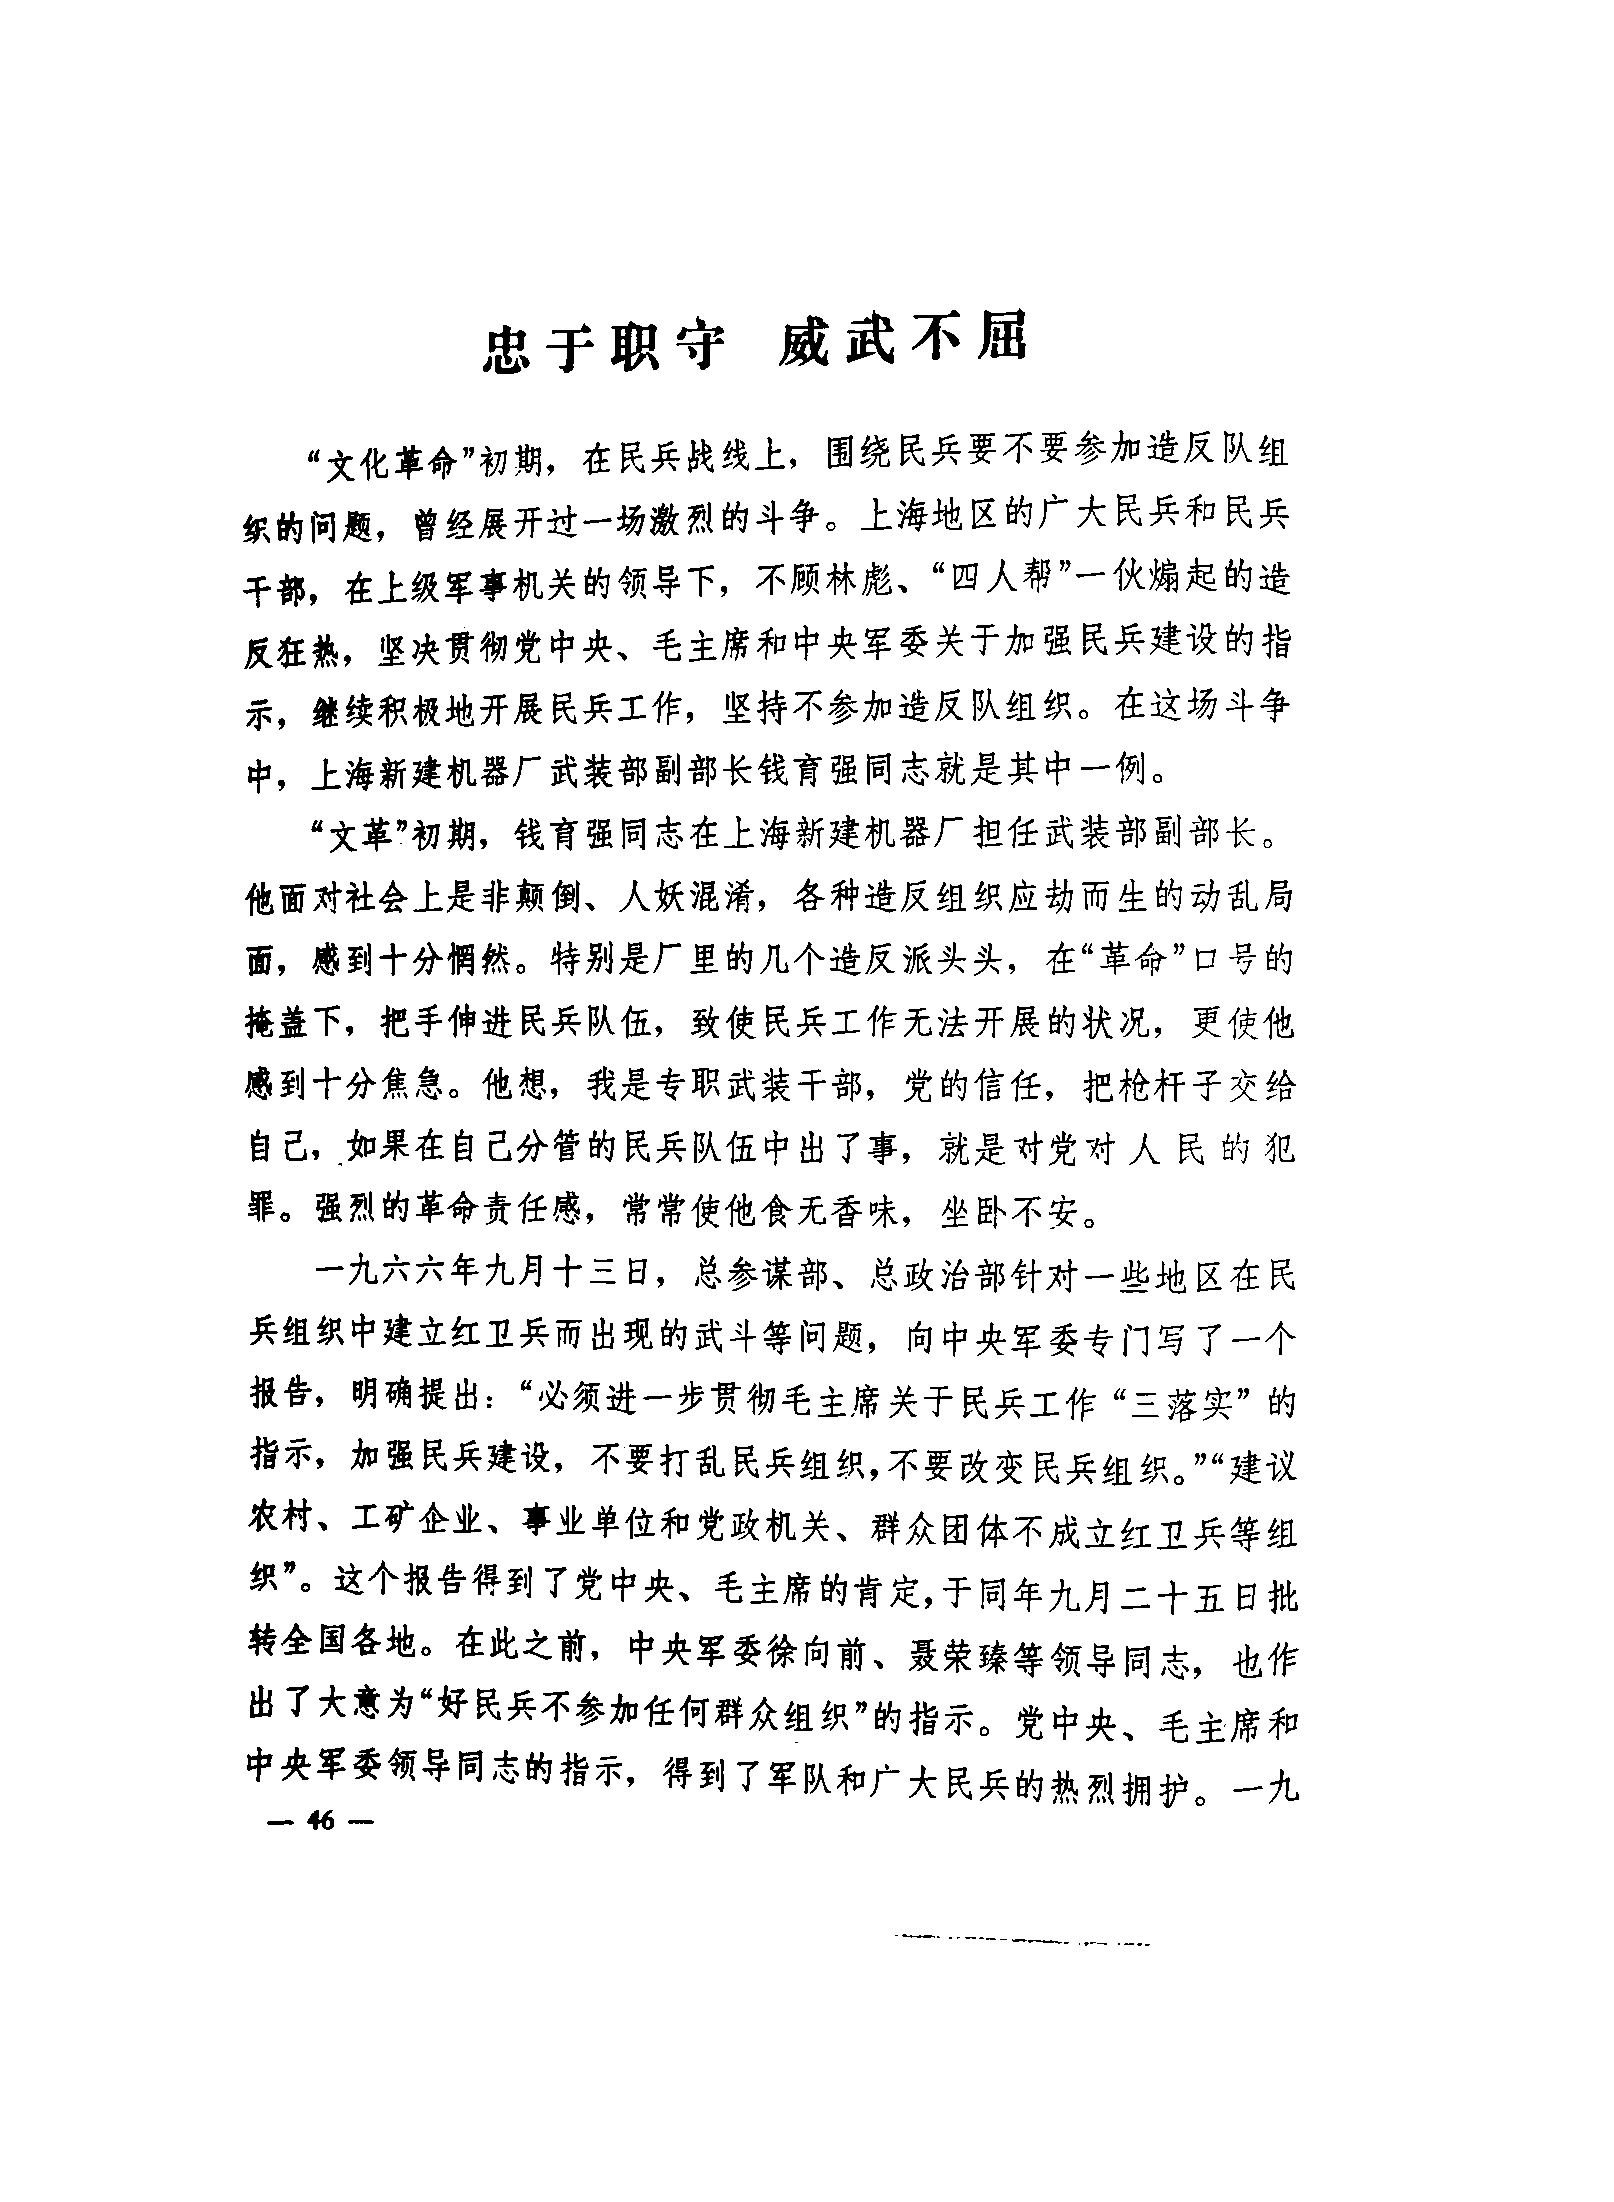 忠于职守 威武不屈
“文化革命”初期，在民兵战线上，围绕民兵要不要参加造反队组
织的问题，曾经展开过一场激烈的斗争。上海地区的广大民兵和民兵
干部，在上级军事机关的领导下，不顾林彪、“四人帮”一伙煽起的造
反狂热，坚决贯彻党中央、毛主席和中央军委关于加强民兵建设的指
示，继续积极地开展民兵工作，坚持不参加造反队组织。在这场斗争
中，上海新建机器厂武装部副部长钱育强同志就是其中一例。
“文革”初期，钱育强同志在上海新建机器厂担任武装部副部长。
他面对社会上是非颠倒、人妖混淆，各种造反组织应劫而生的动乱局
面，感到十分惘然。特别是厂里的几个造反派头头，在“革命”口号的
掩盖下，把手伸进民兵队伍，致使民兵工作无法开展的状况，更使他
感到十分焦急。他想，我是专职武装干部，党的信任，把枪杆子交给
自己，如果在自己分管的民兵队伍中出了事，就是对党对人民的犯
罪。强烈的革命责任感，常常使他食无香味，坐卧不安。
一九六六年九月十三日，总参谋部、总政治部针对一些地区在民
兵组织中建立红卫兵而出现的武斗等问题，向中央军委专门写了一个
报告，明确提出：“必须进一步贯彻毛主席关于民兵工作“三落实”的
指示，加强民兵建设，不要打乱民兵组织，不要改变民兵组织。”“建议
农村、工矿企业、事业单位和党政机关、群众团体不成立红卫兵等组
织”。这个报告得到了党中央、毛主席的肯定，于同年九月二十五日批
转全国各地。在此之前，中央军委徐向前、聂荣臻等领导同志，也作
出了大意为“好民兵不参加任何群众组织”的指示。党中央、毛主席和
中央军委领导同志的指示，得到了军队和广大民兵的热烈拥护。一九
— 46 —